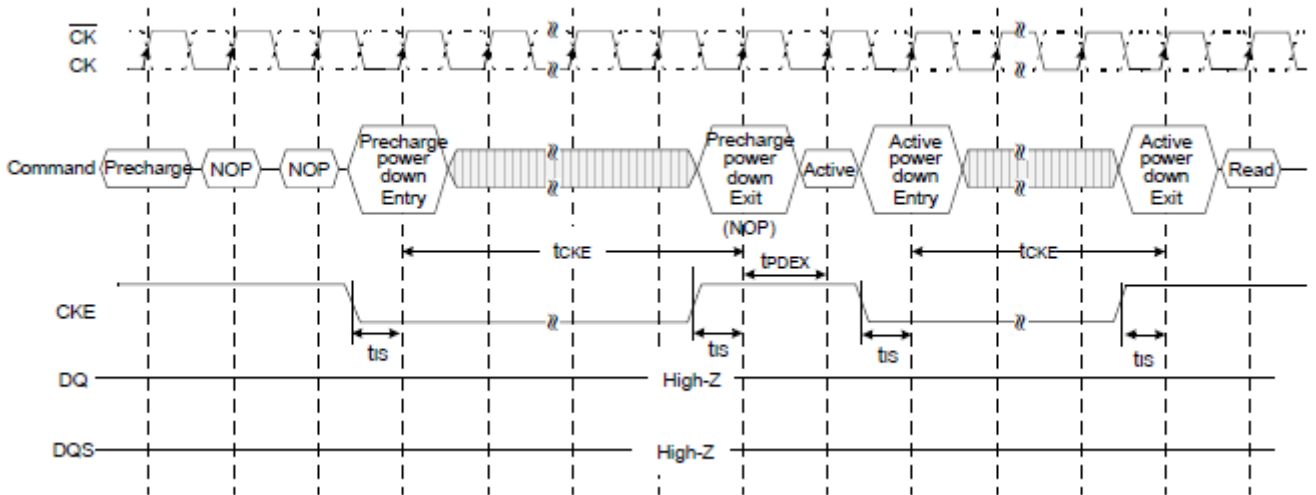 CK
CK
Command Precharge NOP NOP Precharge power down Entry Precharge power down Exit Active Active power down Entry Active power down Exit Read
(NOP)
tCKE tPDEX tCKE
CKE
tIS tIS tIS tIS
DQ High-Z
DQS High-Z